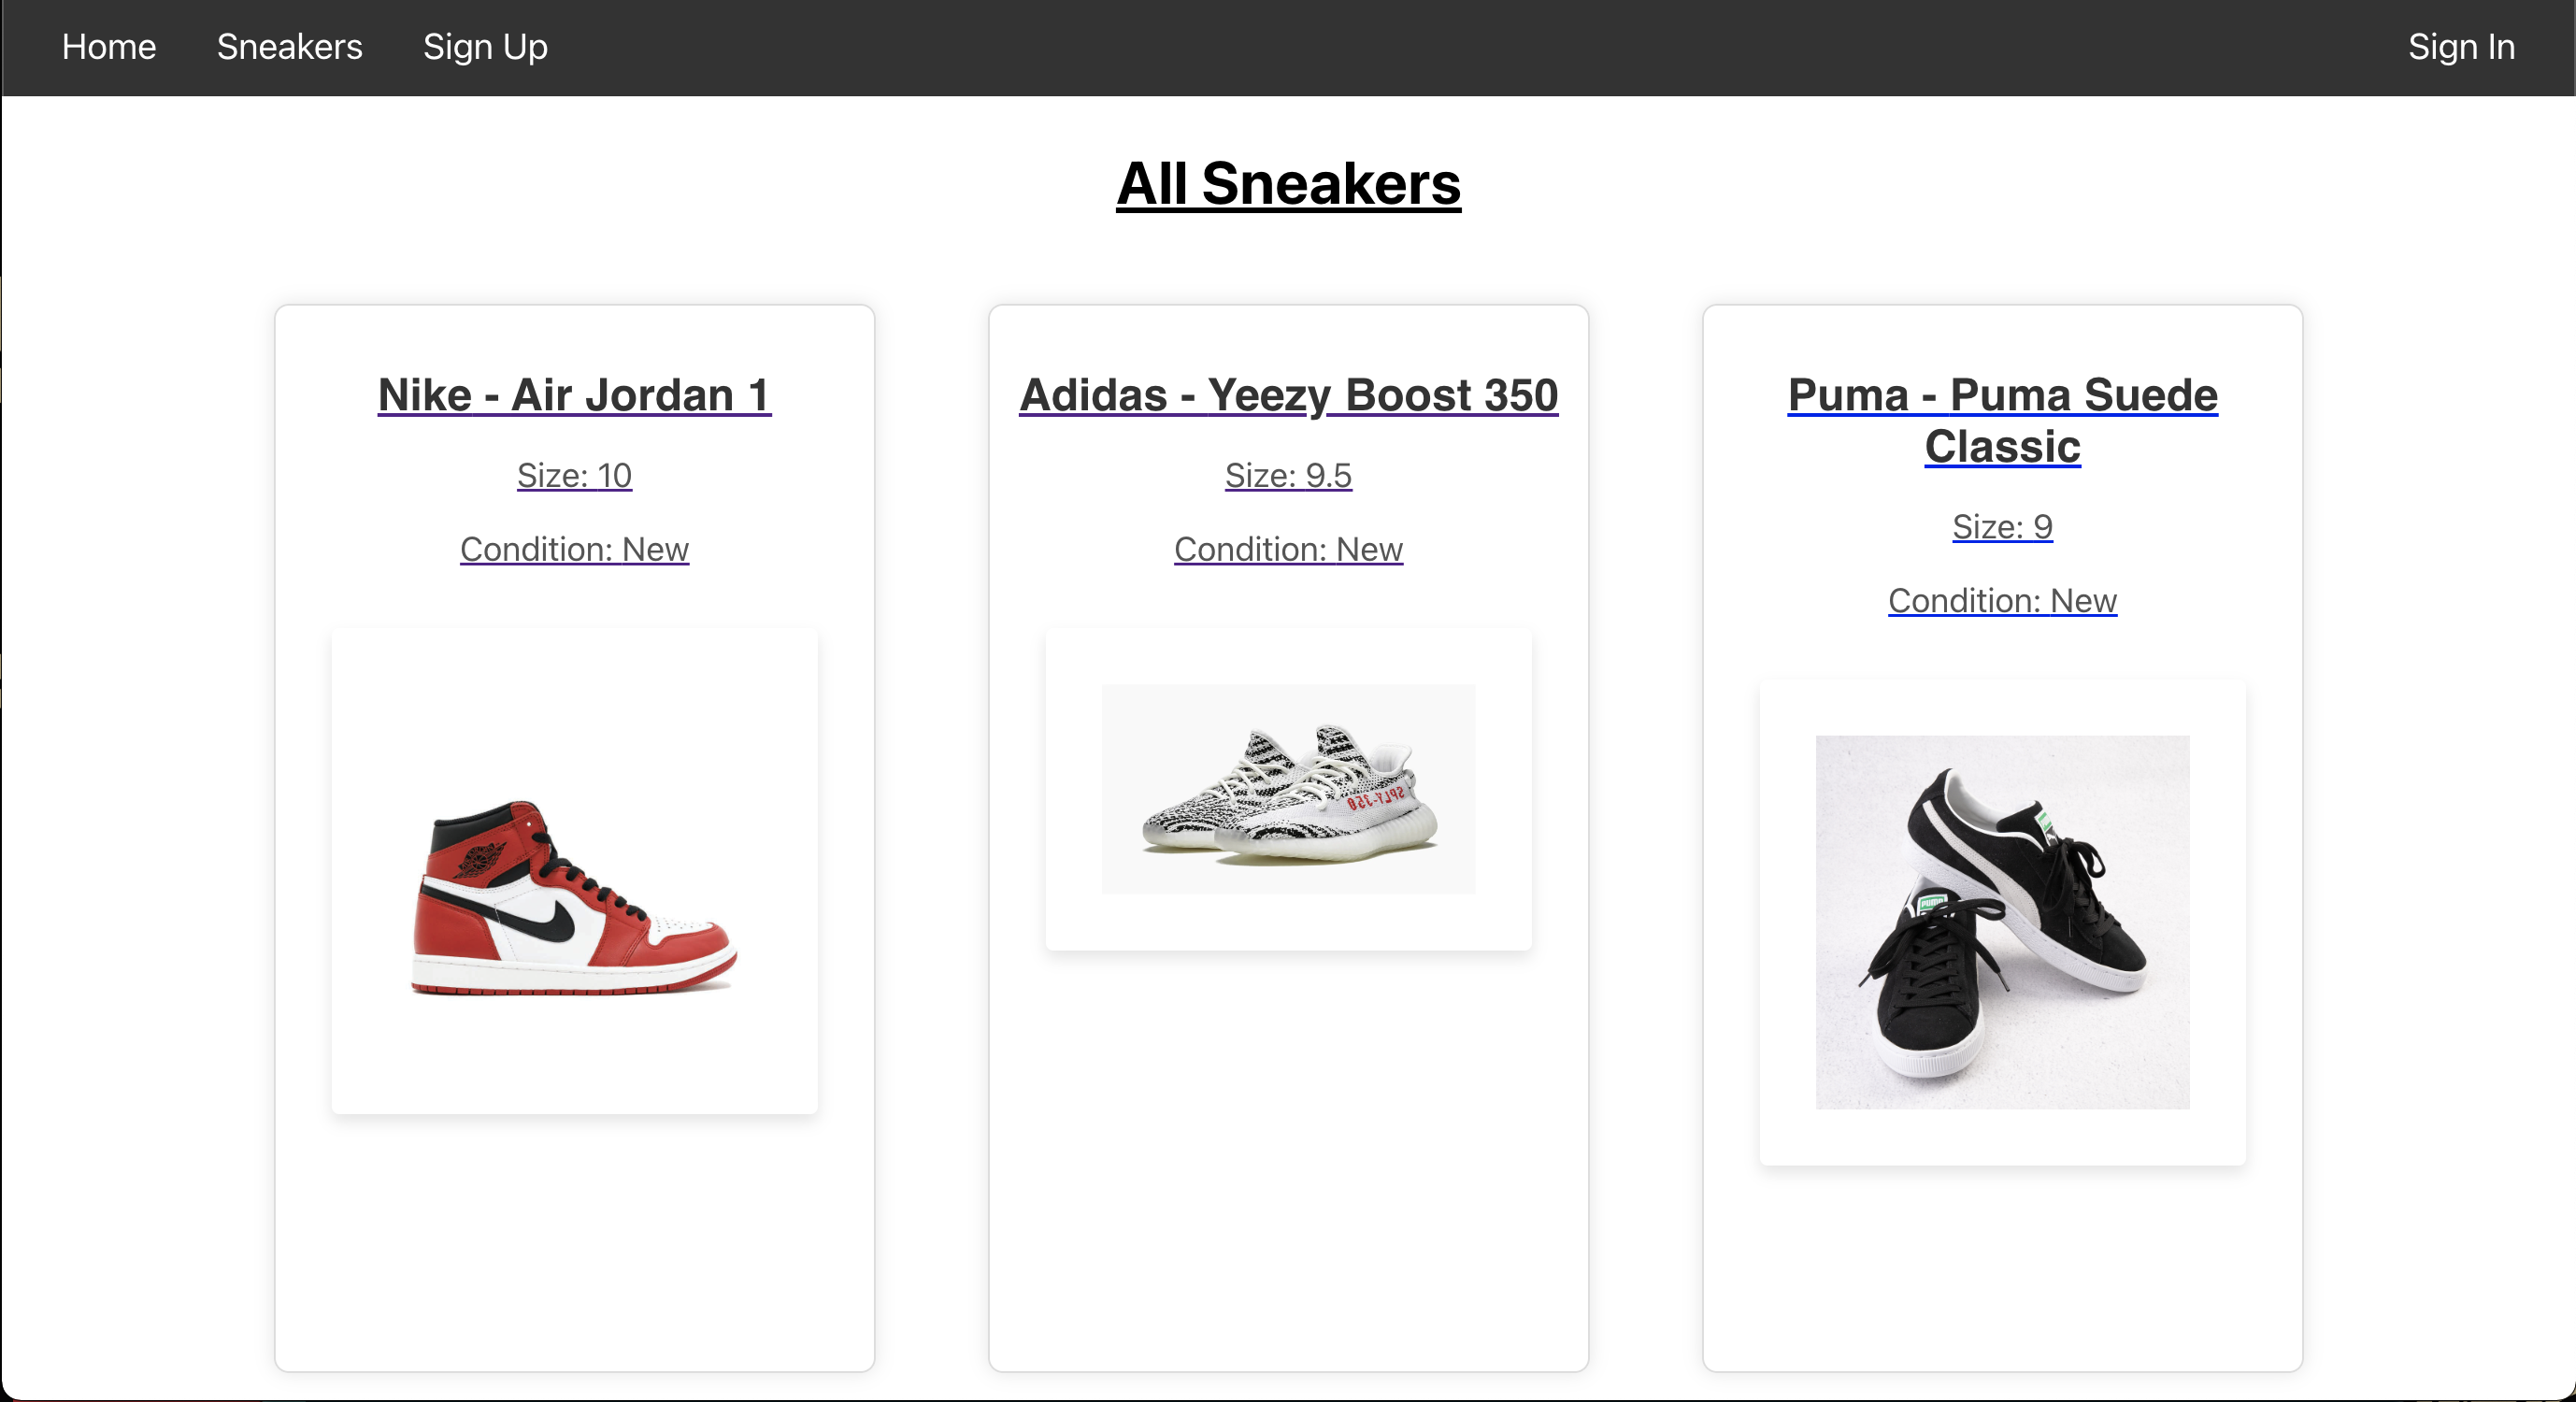 Home Sneakers Sign Up Sign In
All Sneakers
Nike - Air Jordan 1
Size: 10
Condition: New
Adidas - Yeezy Boost 350
Size: 9.5
Condition: New
SPLY-350
Puma - Puma Suede
Classic
Size: 9
Condition: New
PUMA